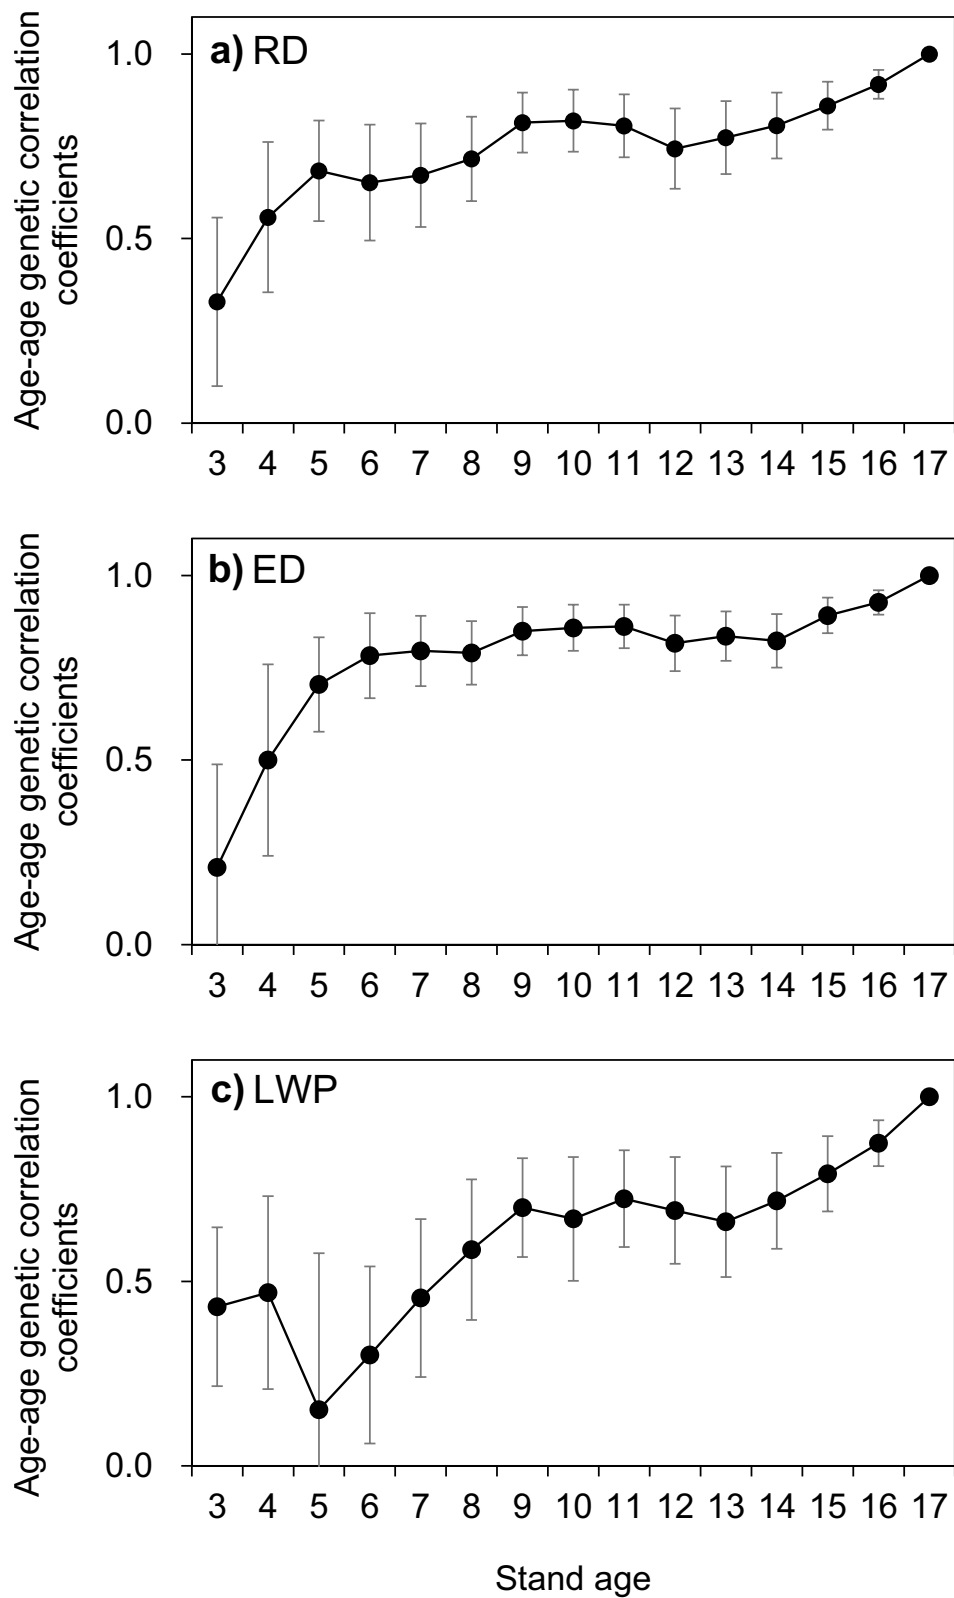 a) RD
Age-age genetic correlation
coefficients
1.0
0.5
0.0
3 4 5 6 7 8 9 10 11 12 13 14 15 16 17
b) ED
Age-age genetic correlation
coefficients
1.0
0.5
0.0
3 4 5 6 7 8 9 10 11 12 13 14 15 16 17
c) LWP
Age-age genetic correlation
coefficients
1.0
0.5
0.0
3 4 5 6 7 8 9 10 11 12 13 14 15 16 17
Stand age